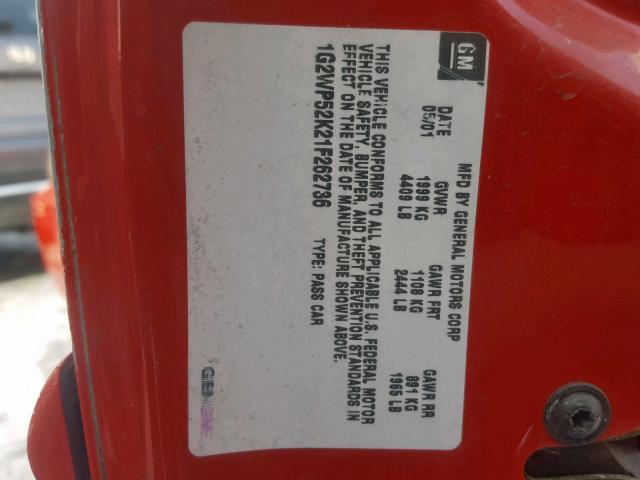 GM
MFD BY GENERAL MOTORS CORP
DATE GVWR GAWR FRT GAWR RR
05/01 1999 KG 1108 KG 891 KG
4409 LB 2444 LB 1965 LB
THIS VEHICLE CONFORMS TO ALL APPLICABLE U.S. FEDERAL MOTOR
VEHICLE SAFETY, BUMPER, AND THEFT PREVENTION STANDARDS IN
EFFECT ON THE DATE OF MANUFACTURE SHOWN ABOVE.
1G2WP52K21F262736 TYPE: PASS CAR